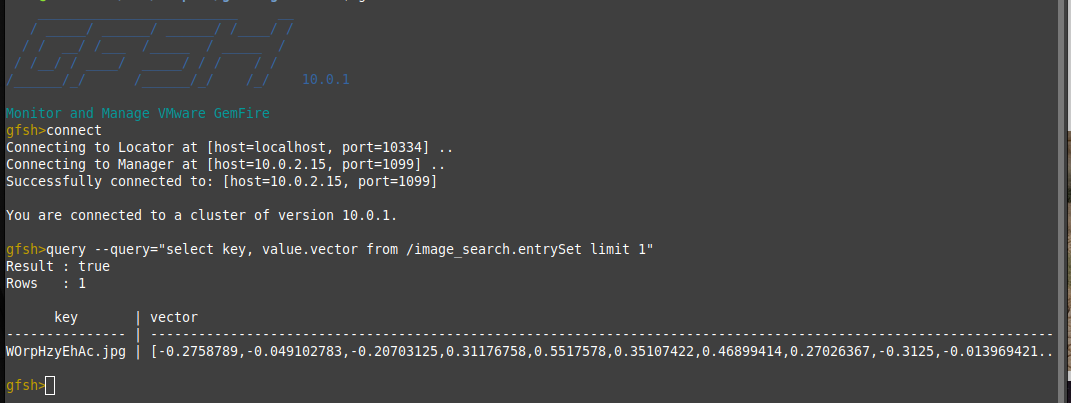 10.0.1
Monitor and Manage VMware GemFire
gfsh>connect
Connecting to Locator at [host=localhost, port=10334] ..
Connecting to Manager at [host=10.0.2.15, port=1099] ..
Successfully connected to: [host=10.0.2.15, port=1099]
You are connected to a cluster of version 10.0.1.
gfsh>query --query="select key, value.vector from /image_search.entrySet limit 1"
Result : true
Rows   : 1
key       | vector
--------------- | -----------------------------------------------------------------------------------------------------------------
WOrpHzyEhAc.jpg | [-0.2758789,-0.049102783,-0.20703125,0.31176758,0.5517578,0.35107422,0.46899414,0.27026367,-0.3125,-0.013969421..
gfsh>